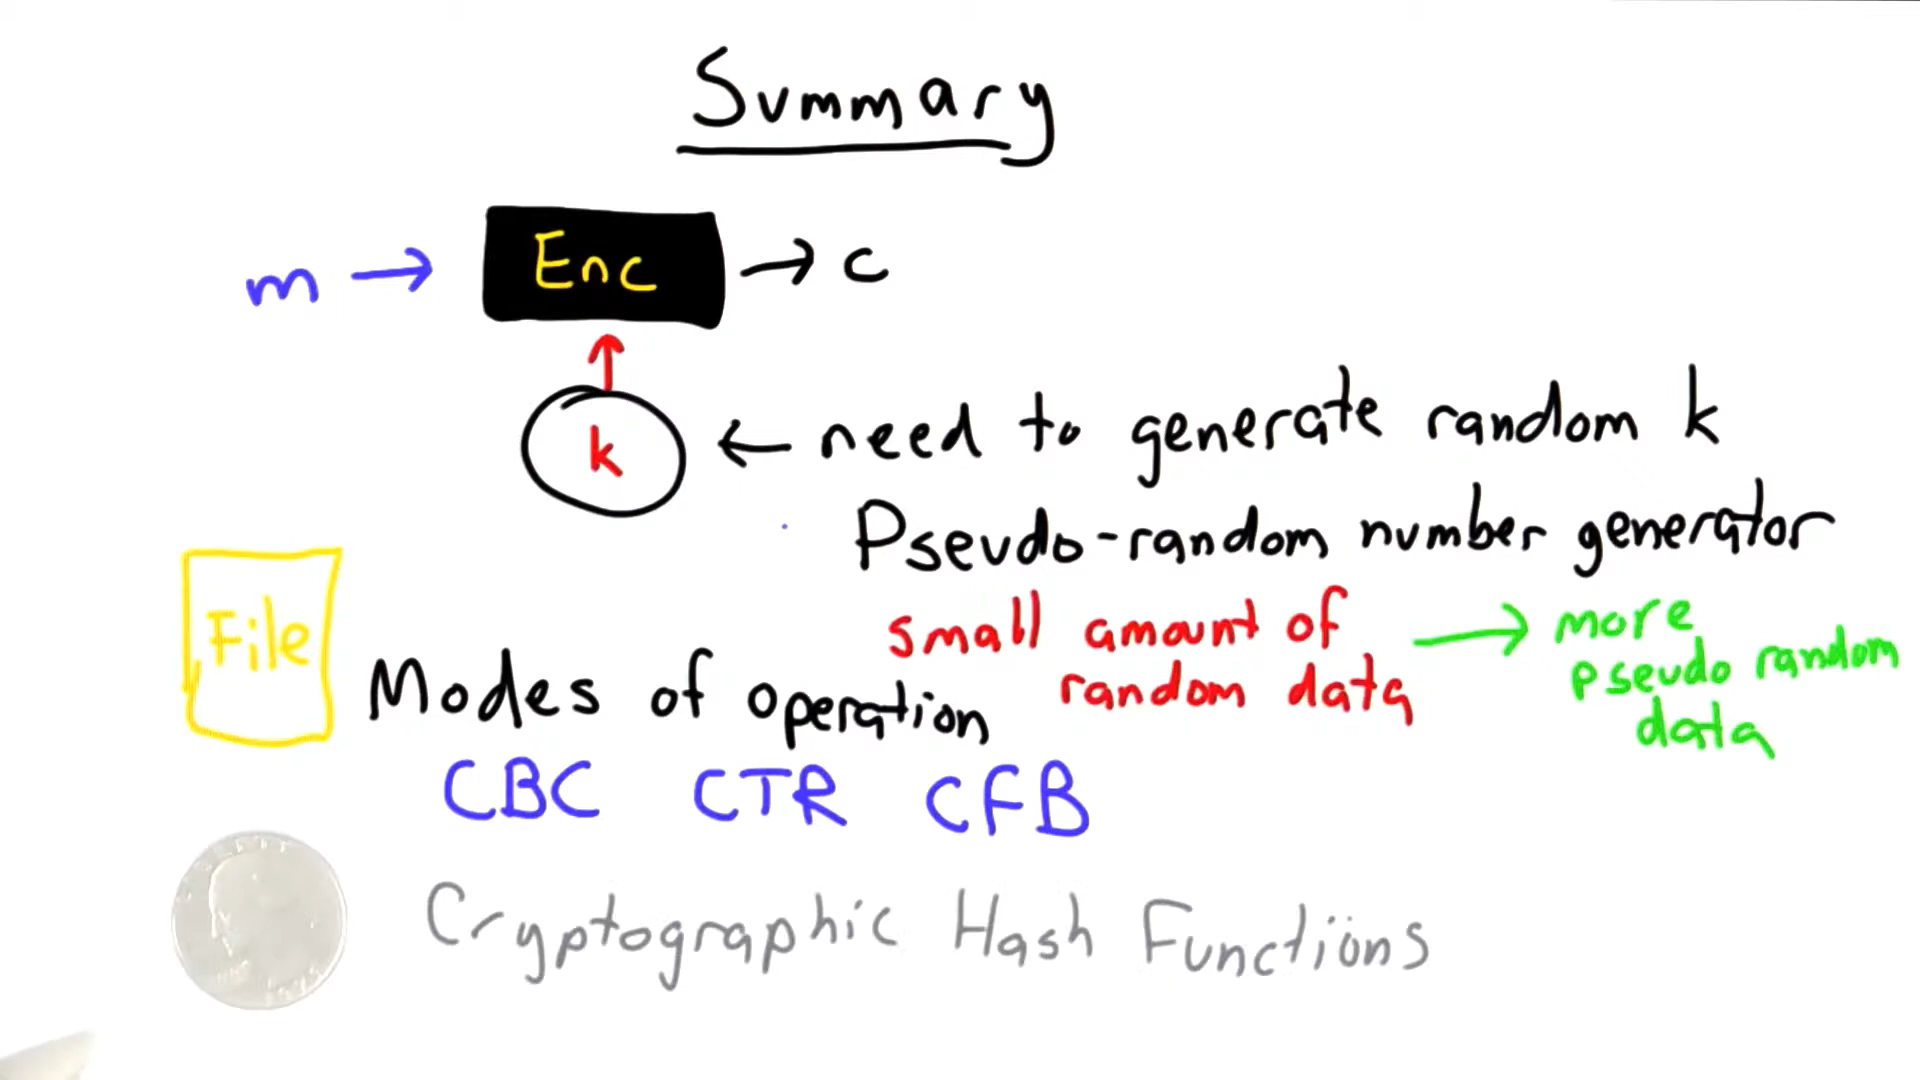 Summary
m → Enc → c
k ← need to generate random k
Pseudo-random number generator
small amount of random data → more pseudo random data
File
Modes of operation
CBC CTR CFB
Cryptographic Hash Functions